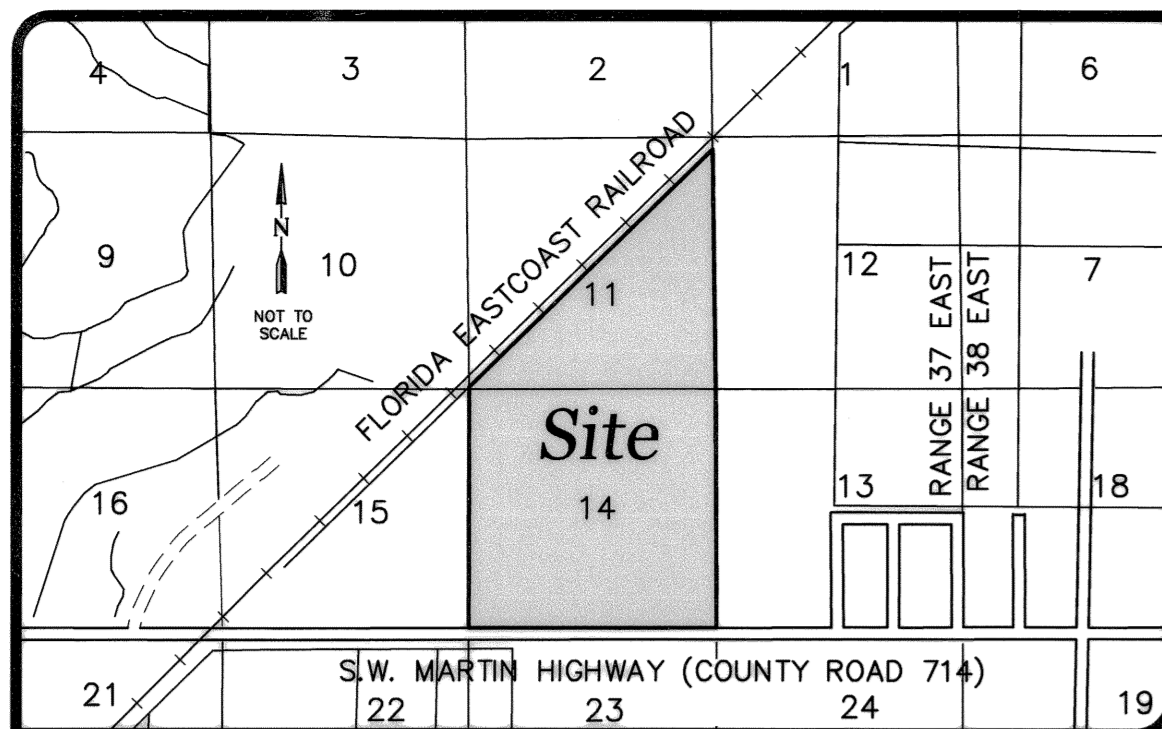 4
3
2
1
6
FLORIDA EASTCOAST RAILROAD
N
NOT TO
SCALE
9
10
11
12
7
RANGE 37 EAST
RANGE 38 EAST
Site
16
15
14
13
18
S.W. MARTIN HIGHWAY (COUNTY ROAD 714)
21
22
23
24
19